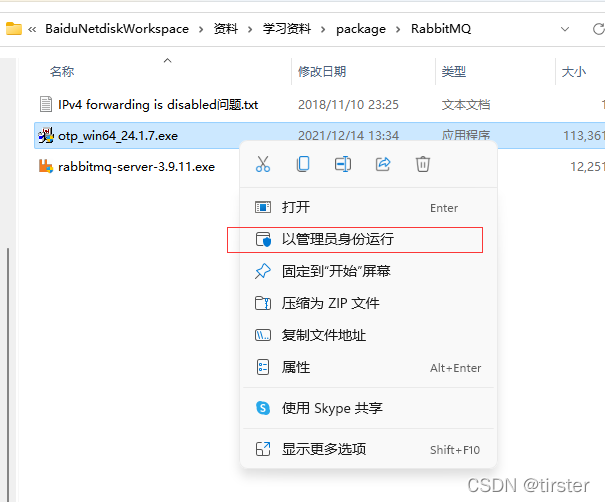 « BaiduNetdiskWorkspace › 资料 › 学习资料 › package › RabbitMQ
名称 修改日期 类型 大小
IPv4 forwarding is disabled问题.txt 2018/11/10 23:25 文本文档 1
otp_win64_24.1.7.exe 2021/12/14 13:34 应用程序 113,361
rabbitmq-server-3.9.11.exe 12,251
打开 Enter
以管理员身份运行
固定到"开始"屏幕
压缩为 ZIP 文件
复制文件地址
属性 Alt+Enter
使用 Skype 共享
显示更多选项 Shift+F10
CSDN @tirster